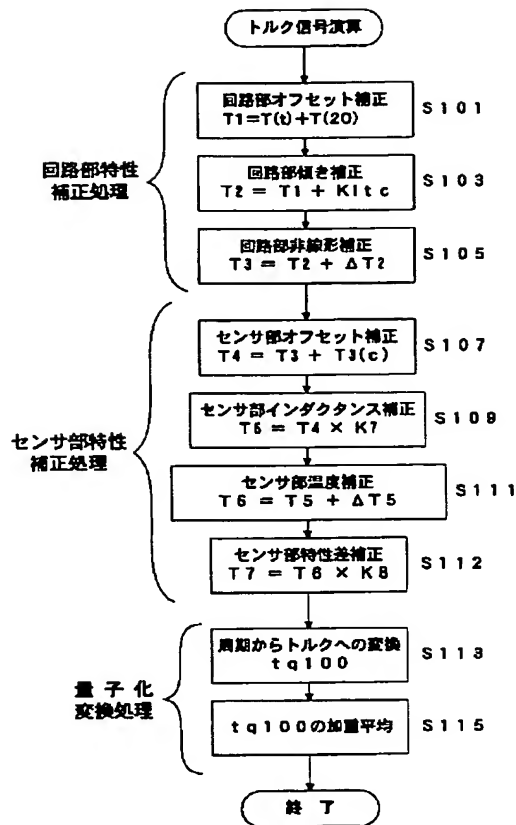 トルク信号演算
回路部特性
補正処理
回路部オフセット補正
T1=T(t)+T(20)
S101
回路部傾き補正
T2 = T1 + Kltc
S103
回路部非線形補正
T3 = T2 + ΔT2
S105
センサ部特性
補正処理
センサ部オフセット補正
T4 = T3 + T3(c)
S107
センサ部インダクタンス補正
T5 = T4 × K7
S109
センサ部温度補正
T6 = T5 + ΔT5
S111
センサ部特性差補正
T7 = T6 × K8
S112
量子化
変換処理
周期からトルクへの変換
tq100
S113
tq100の加重平均
S115
終了